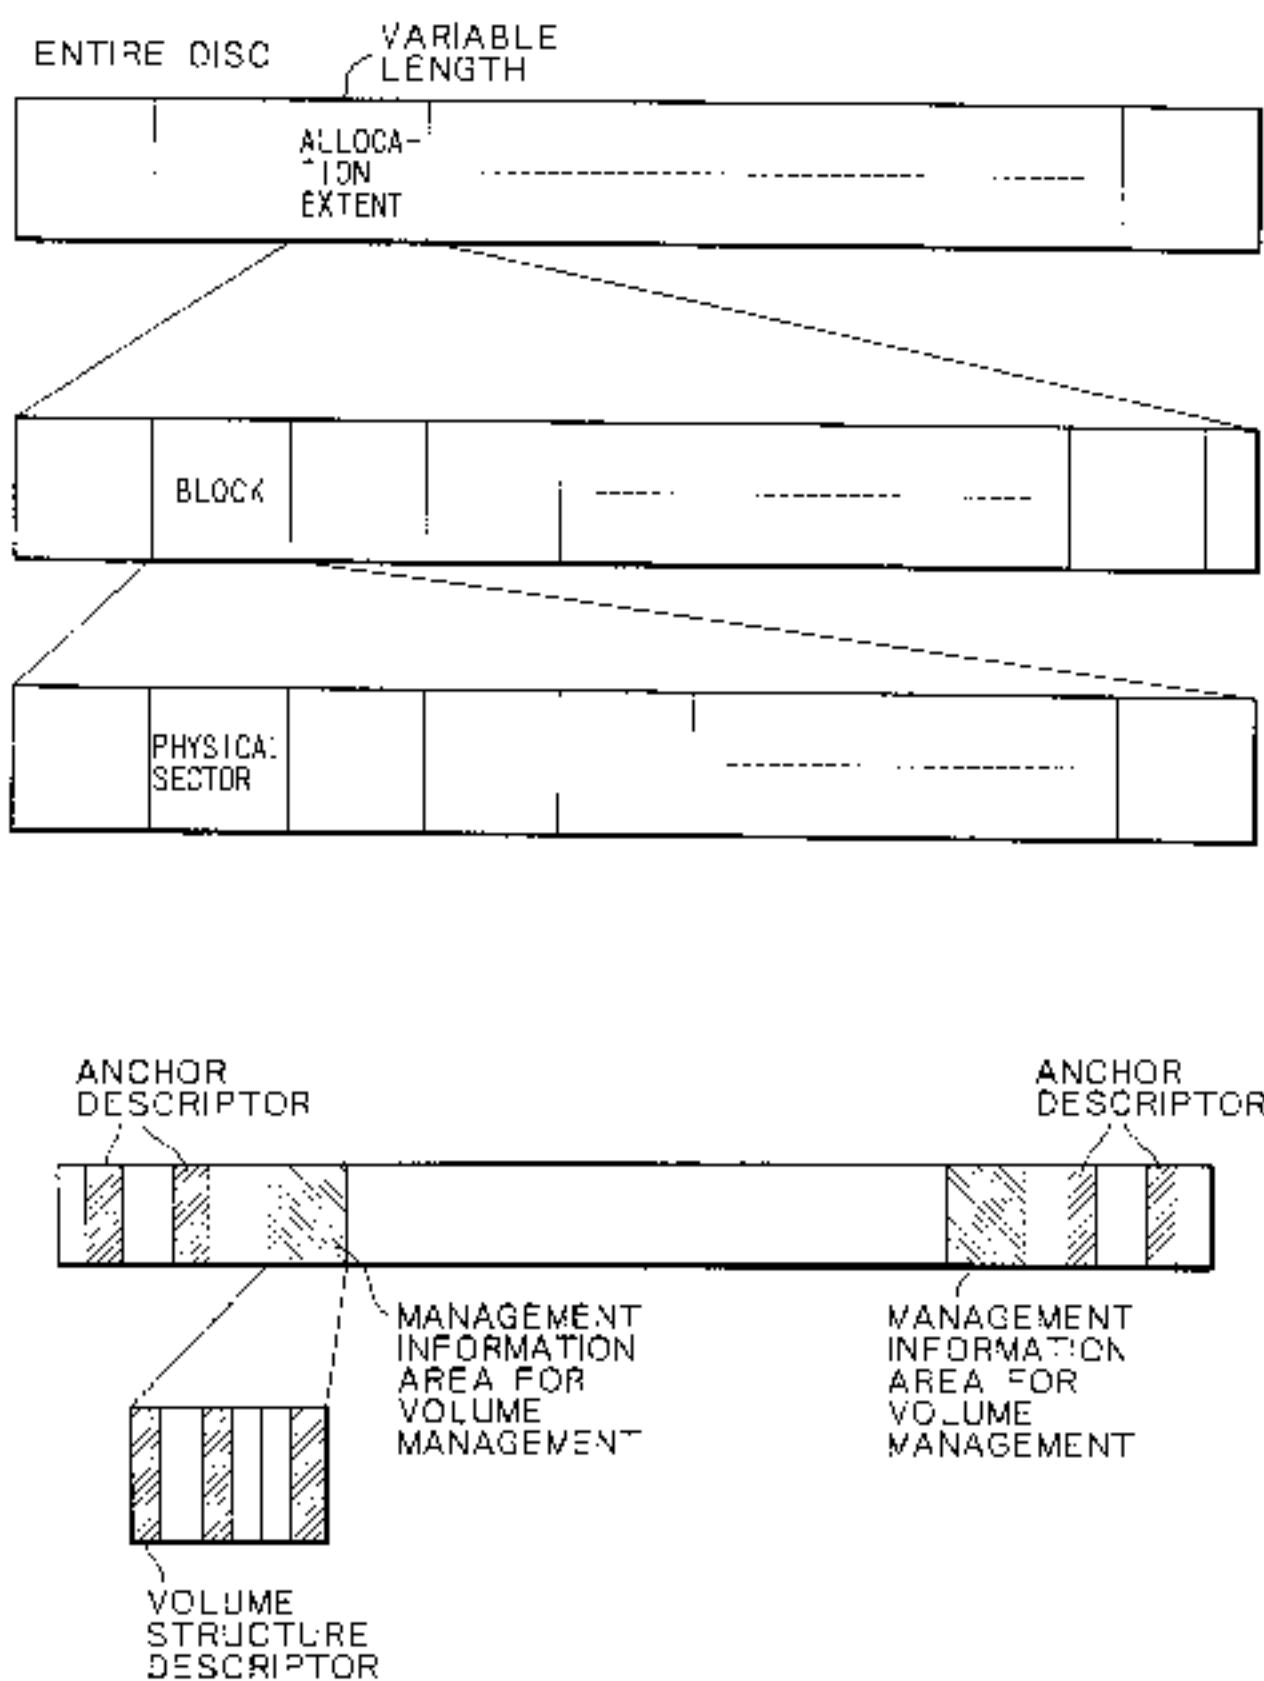 ENTIRE DISC
VARIABLE
LENGTH
ALLOCA-
TION
EXTENT
BLOCK
PHYSICAL
SECTOR
ANCHOR
DESCRIPTOR
ANCHOR
DESCRIPTOR
MANAGEMENT
INFORMATION
AREA FOR
VOLUME
MANAGEMENT
MANAGEMENT
INFORMATION
AREA FOR
VOLUME
MANAGEMENT
VOLUME
STRUCTURE
DESCRIPTOR